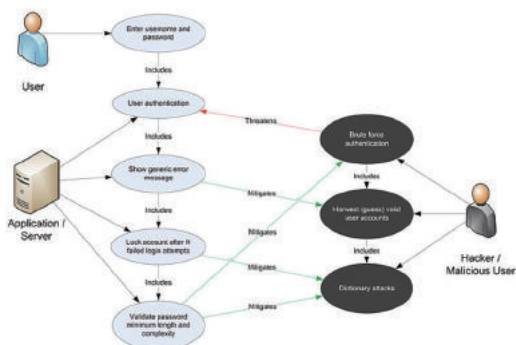 Enter username and
password
User
Includes
User authentication
Threatens
Brute force
authentication
Includes
Includes
Show generic error
message
Mitigates
Harvest (guess) valid
user accounts
Application /
Server
Includes
Mitigates
Includes
Hacker /
Malicious User
Lock account after N
failed login attempts
Mitigates
Dictionary attacks
Includes
Mitigates
Validate password
minimum length and
complexity